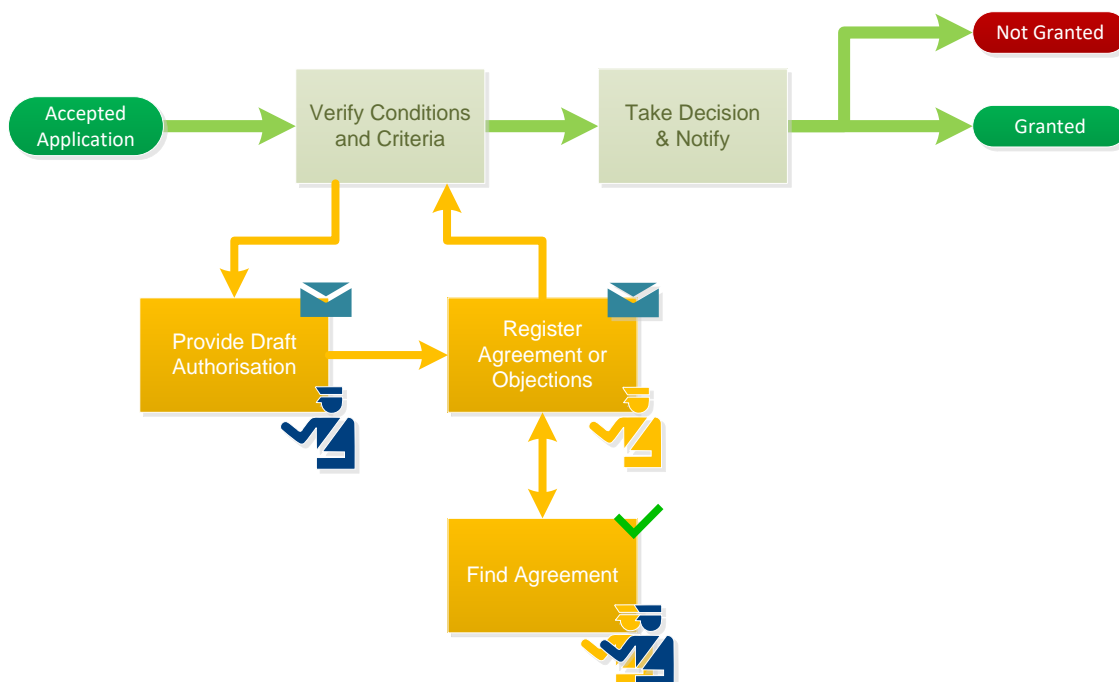 Not Granted
Accepted
Application
Verify Conditions
and Criteria
Take Decision
& Notify
Granted
Provide Draft
Authorisation
Register
Agreement or
Objections
Find Agreement